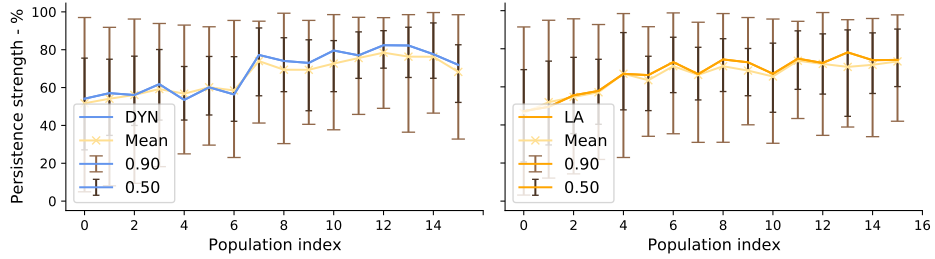 Persistence strength - %
100
80
60
40
20
0
DYN
Mean
0.90
0.50
0 2 4 6 8 10 12 14
Population index
LA
Mean
0.90
0.50
0 2 4 6 8 10 12 14 16
Population index